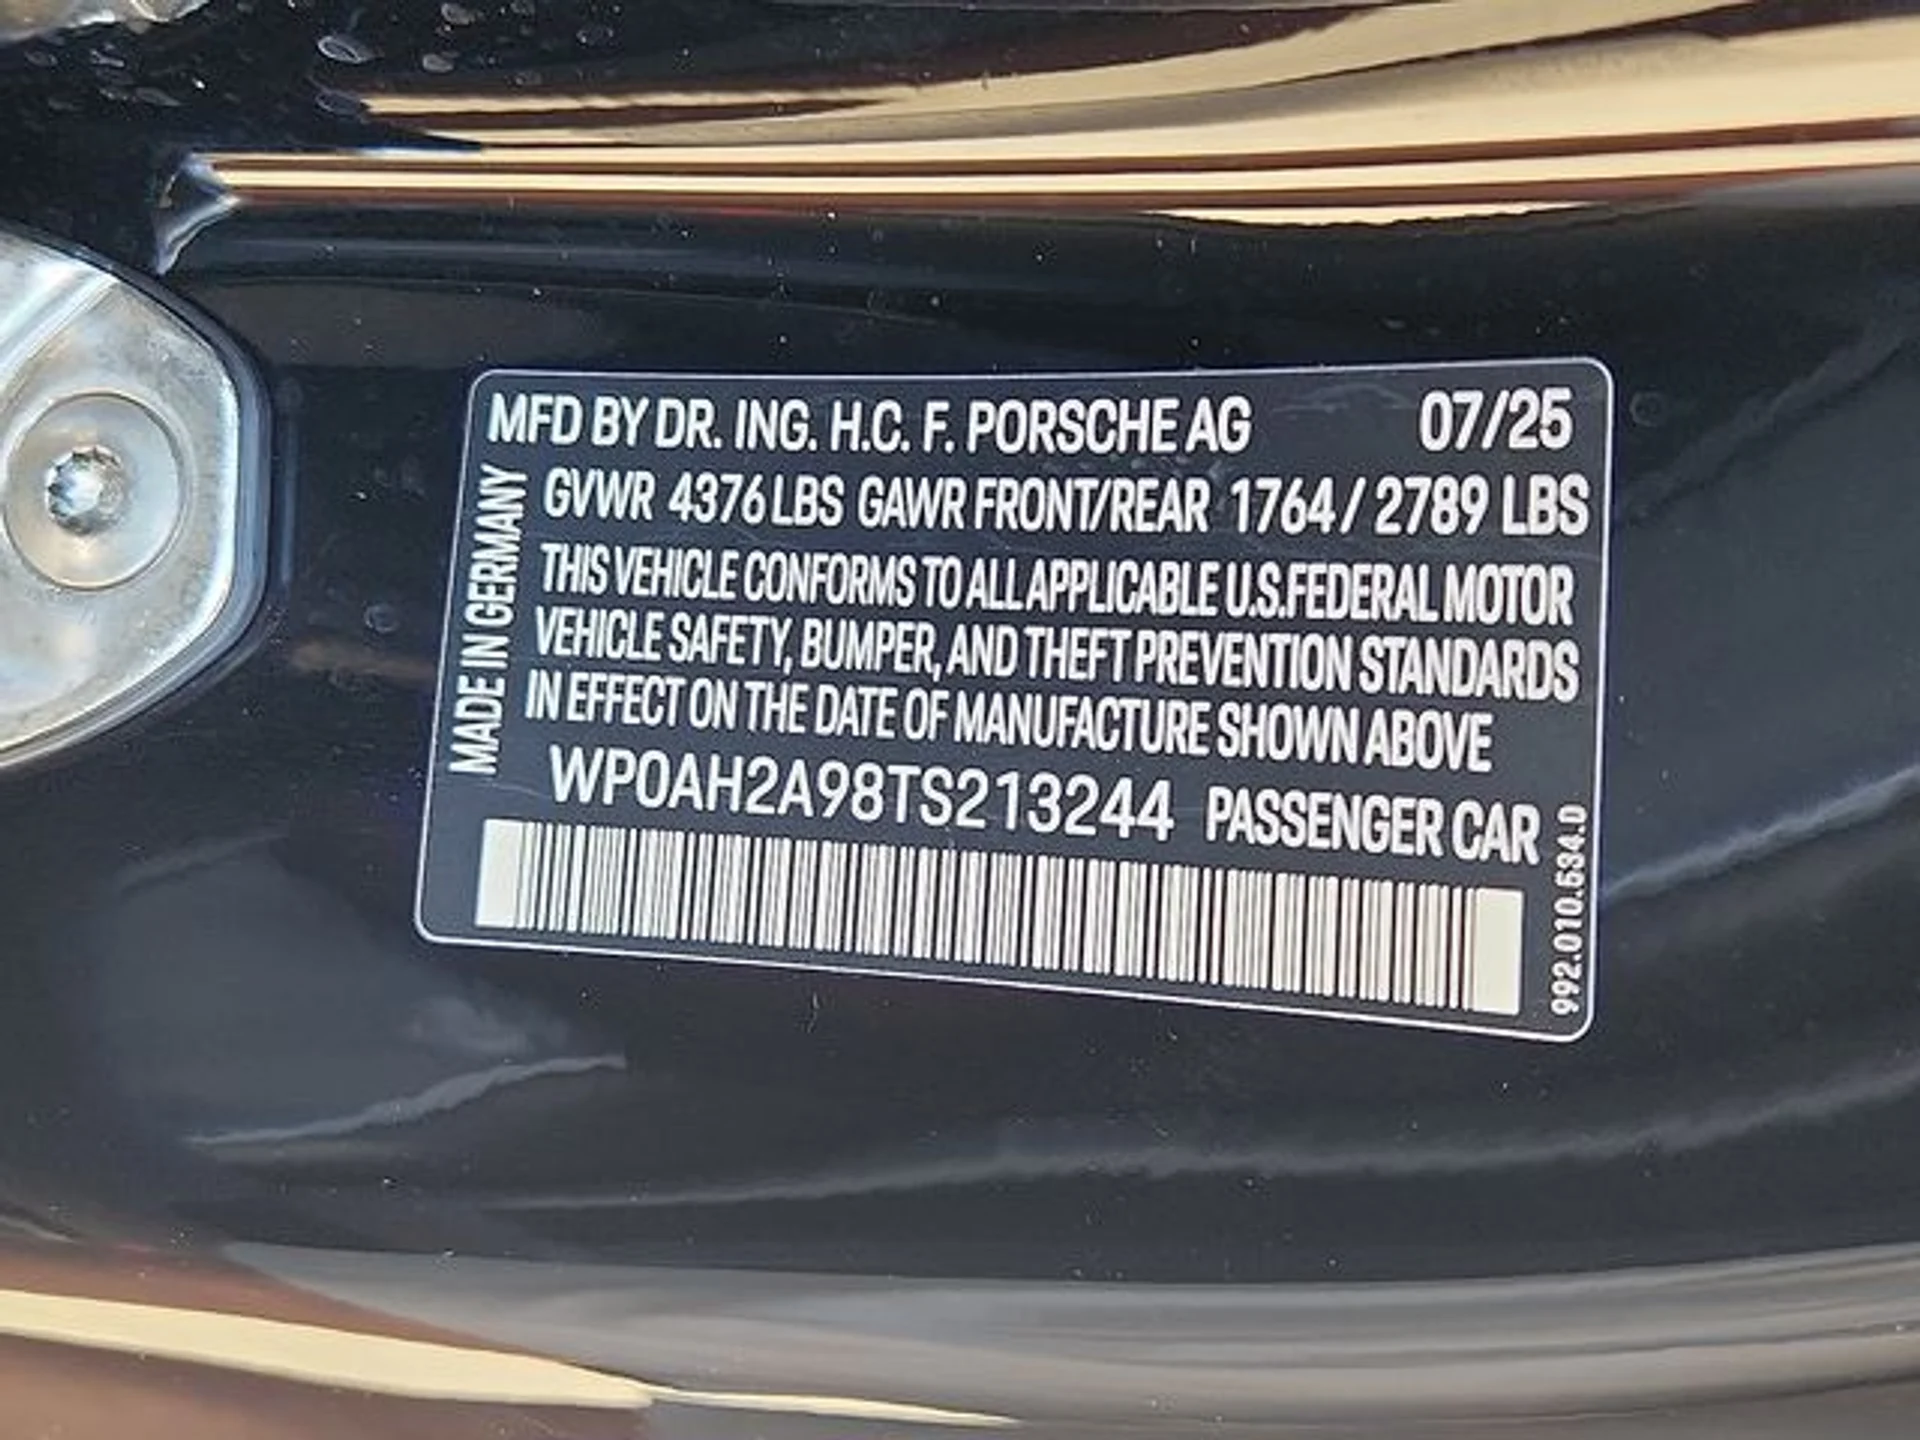 MFD BY DR. ING. H.C. F. PORSCHE AG 07/25
GVWR 4376 LBS GAWR FRONT/REAR 1764 / 2789 LBS
THIS VEHICLE CONFORMS TO ALL APPLICABLE U.S.FEDERAL MOTOR
VEHICLE SAFETY, BUMPER, AND THEFT PREVENTION STANDARDS
IN EFFECT ON THE DATE OF MANUFACTURE SHOWN ABOVE
WP0AH2A98TS213244 PASSENGER CAR
MADE IN GERMANY
992.010.634.0